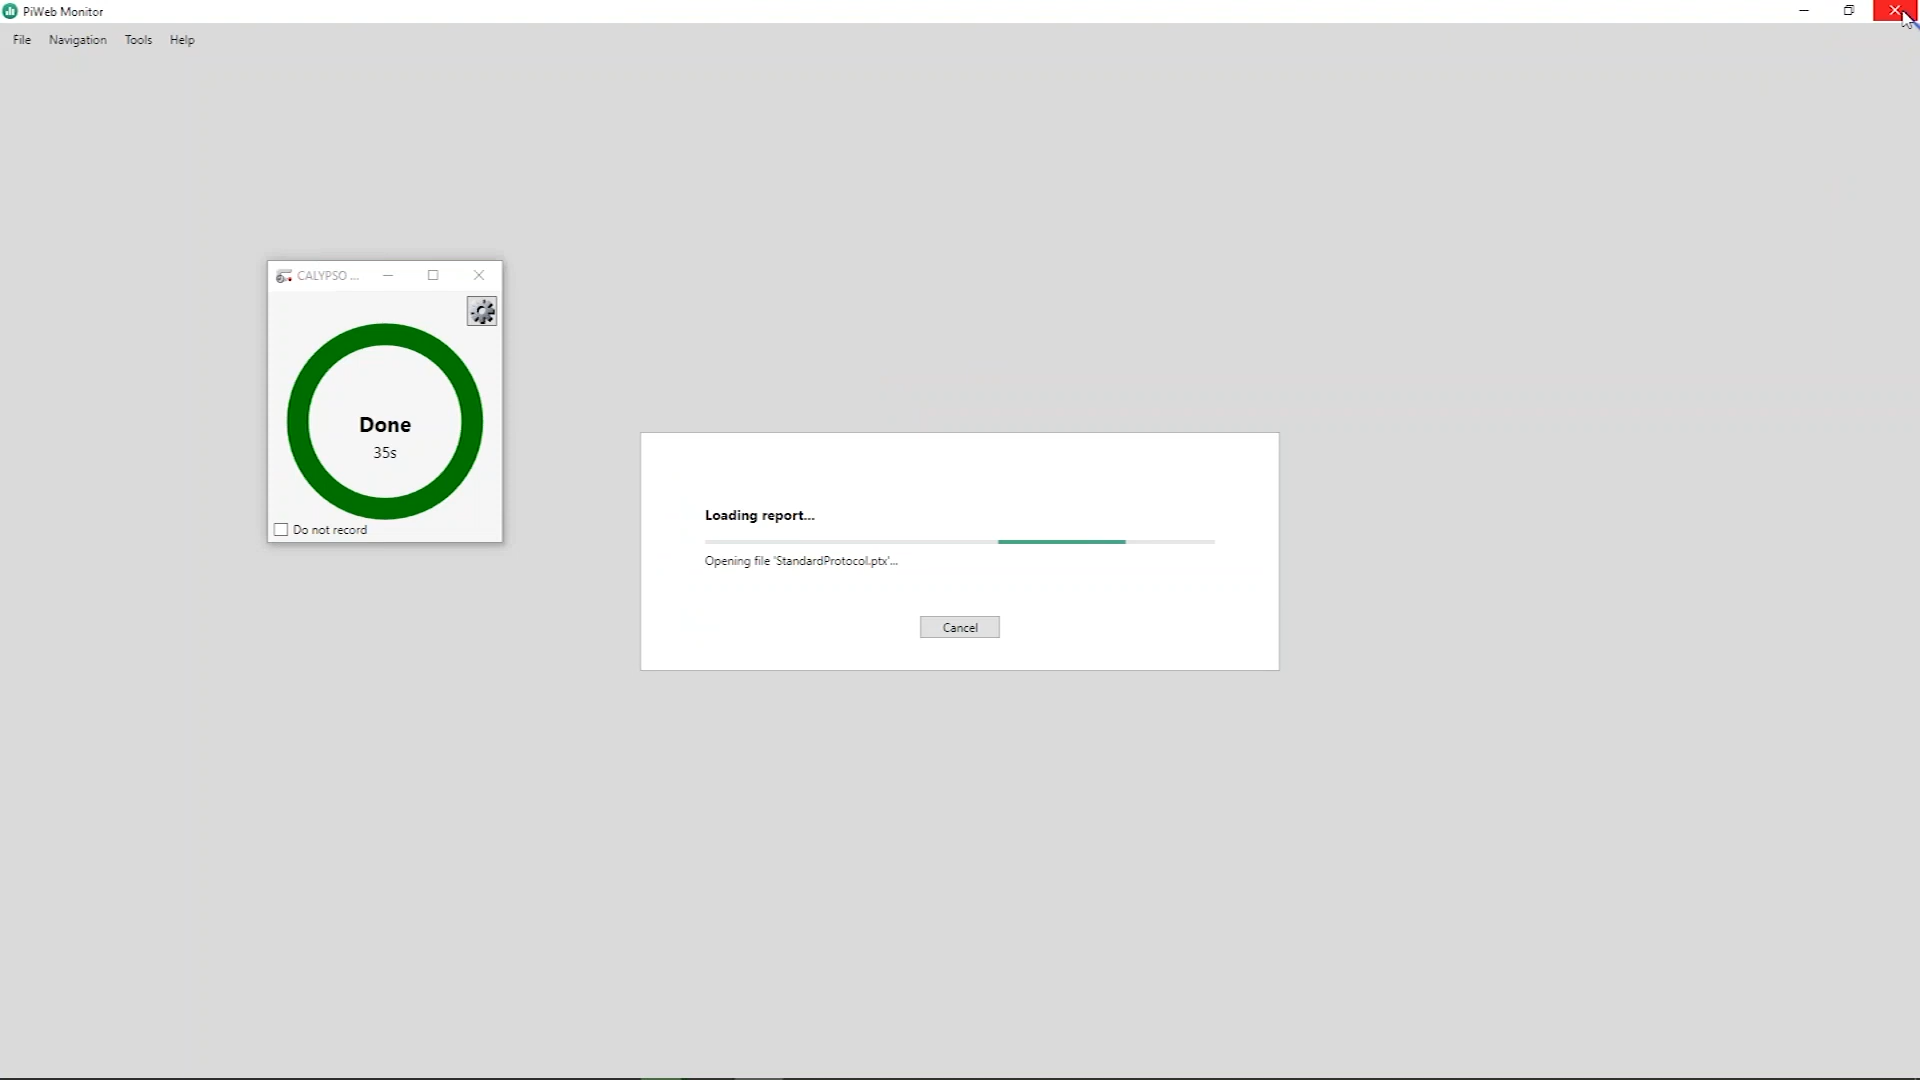 PiWeb Monitor
File Navigation Tools Help
CALYPSO ...
Done
35s
Do not record
Loading report...
Opening file 'StandardProtocol.ptx'...
Cancel